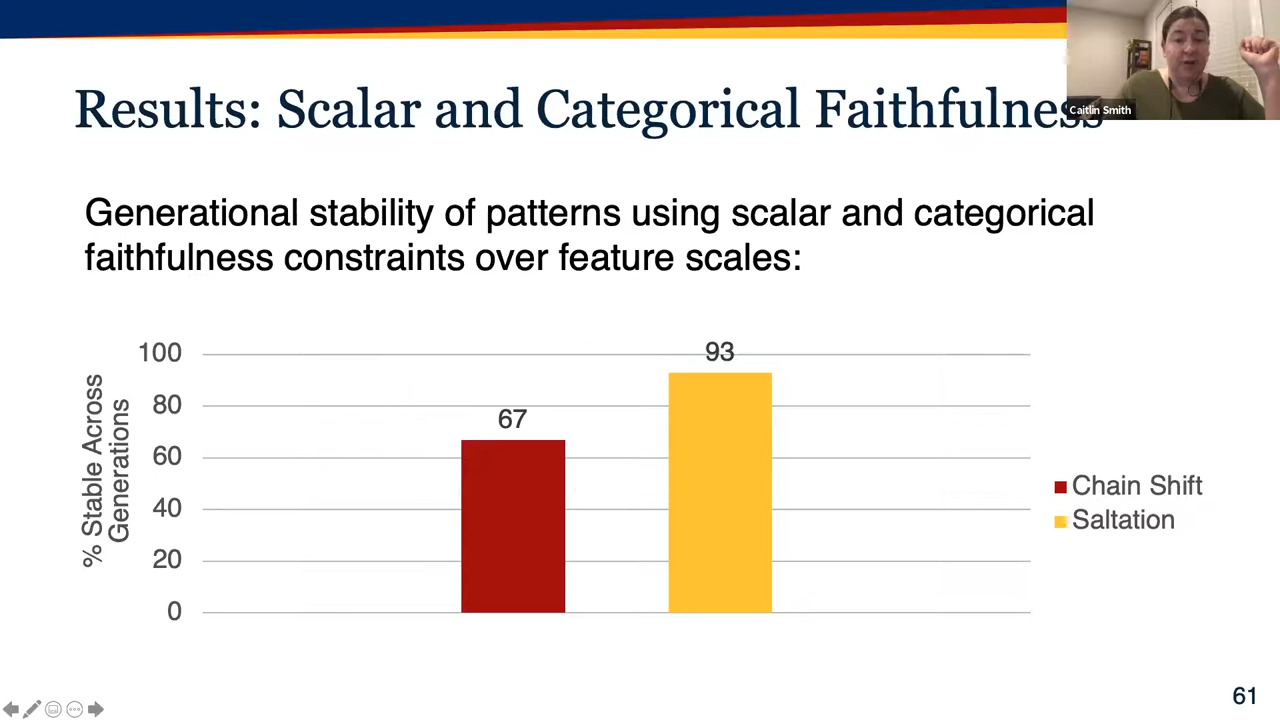 Caitlin Smith
Results: Scalar and Categorical Faithfulness
Generational stability of patterns using scalar and categorical
faithfulness constraints over feature scales:
% Stable Across
Generations
100
80
60
40
20
0
67
93
Chain Shift
Saltation
61